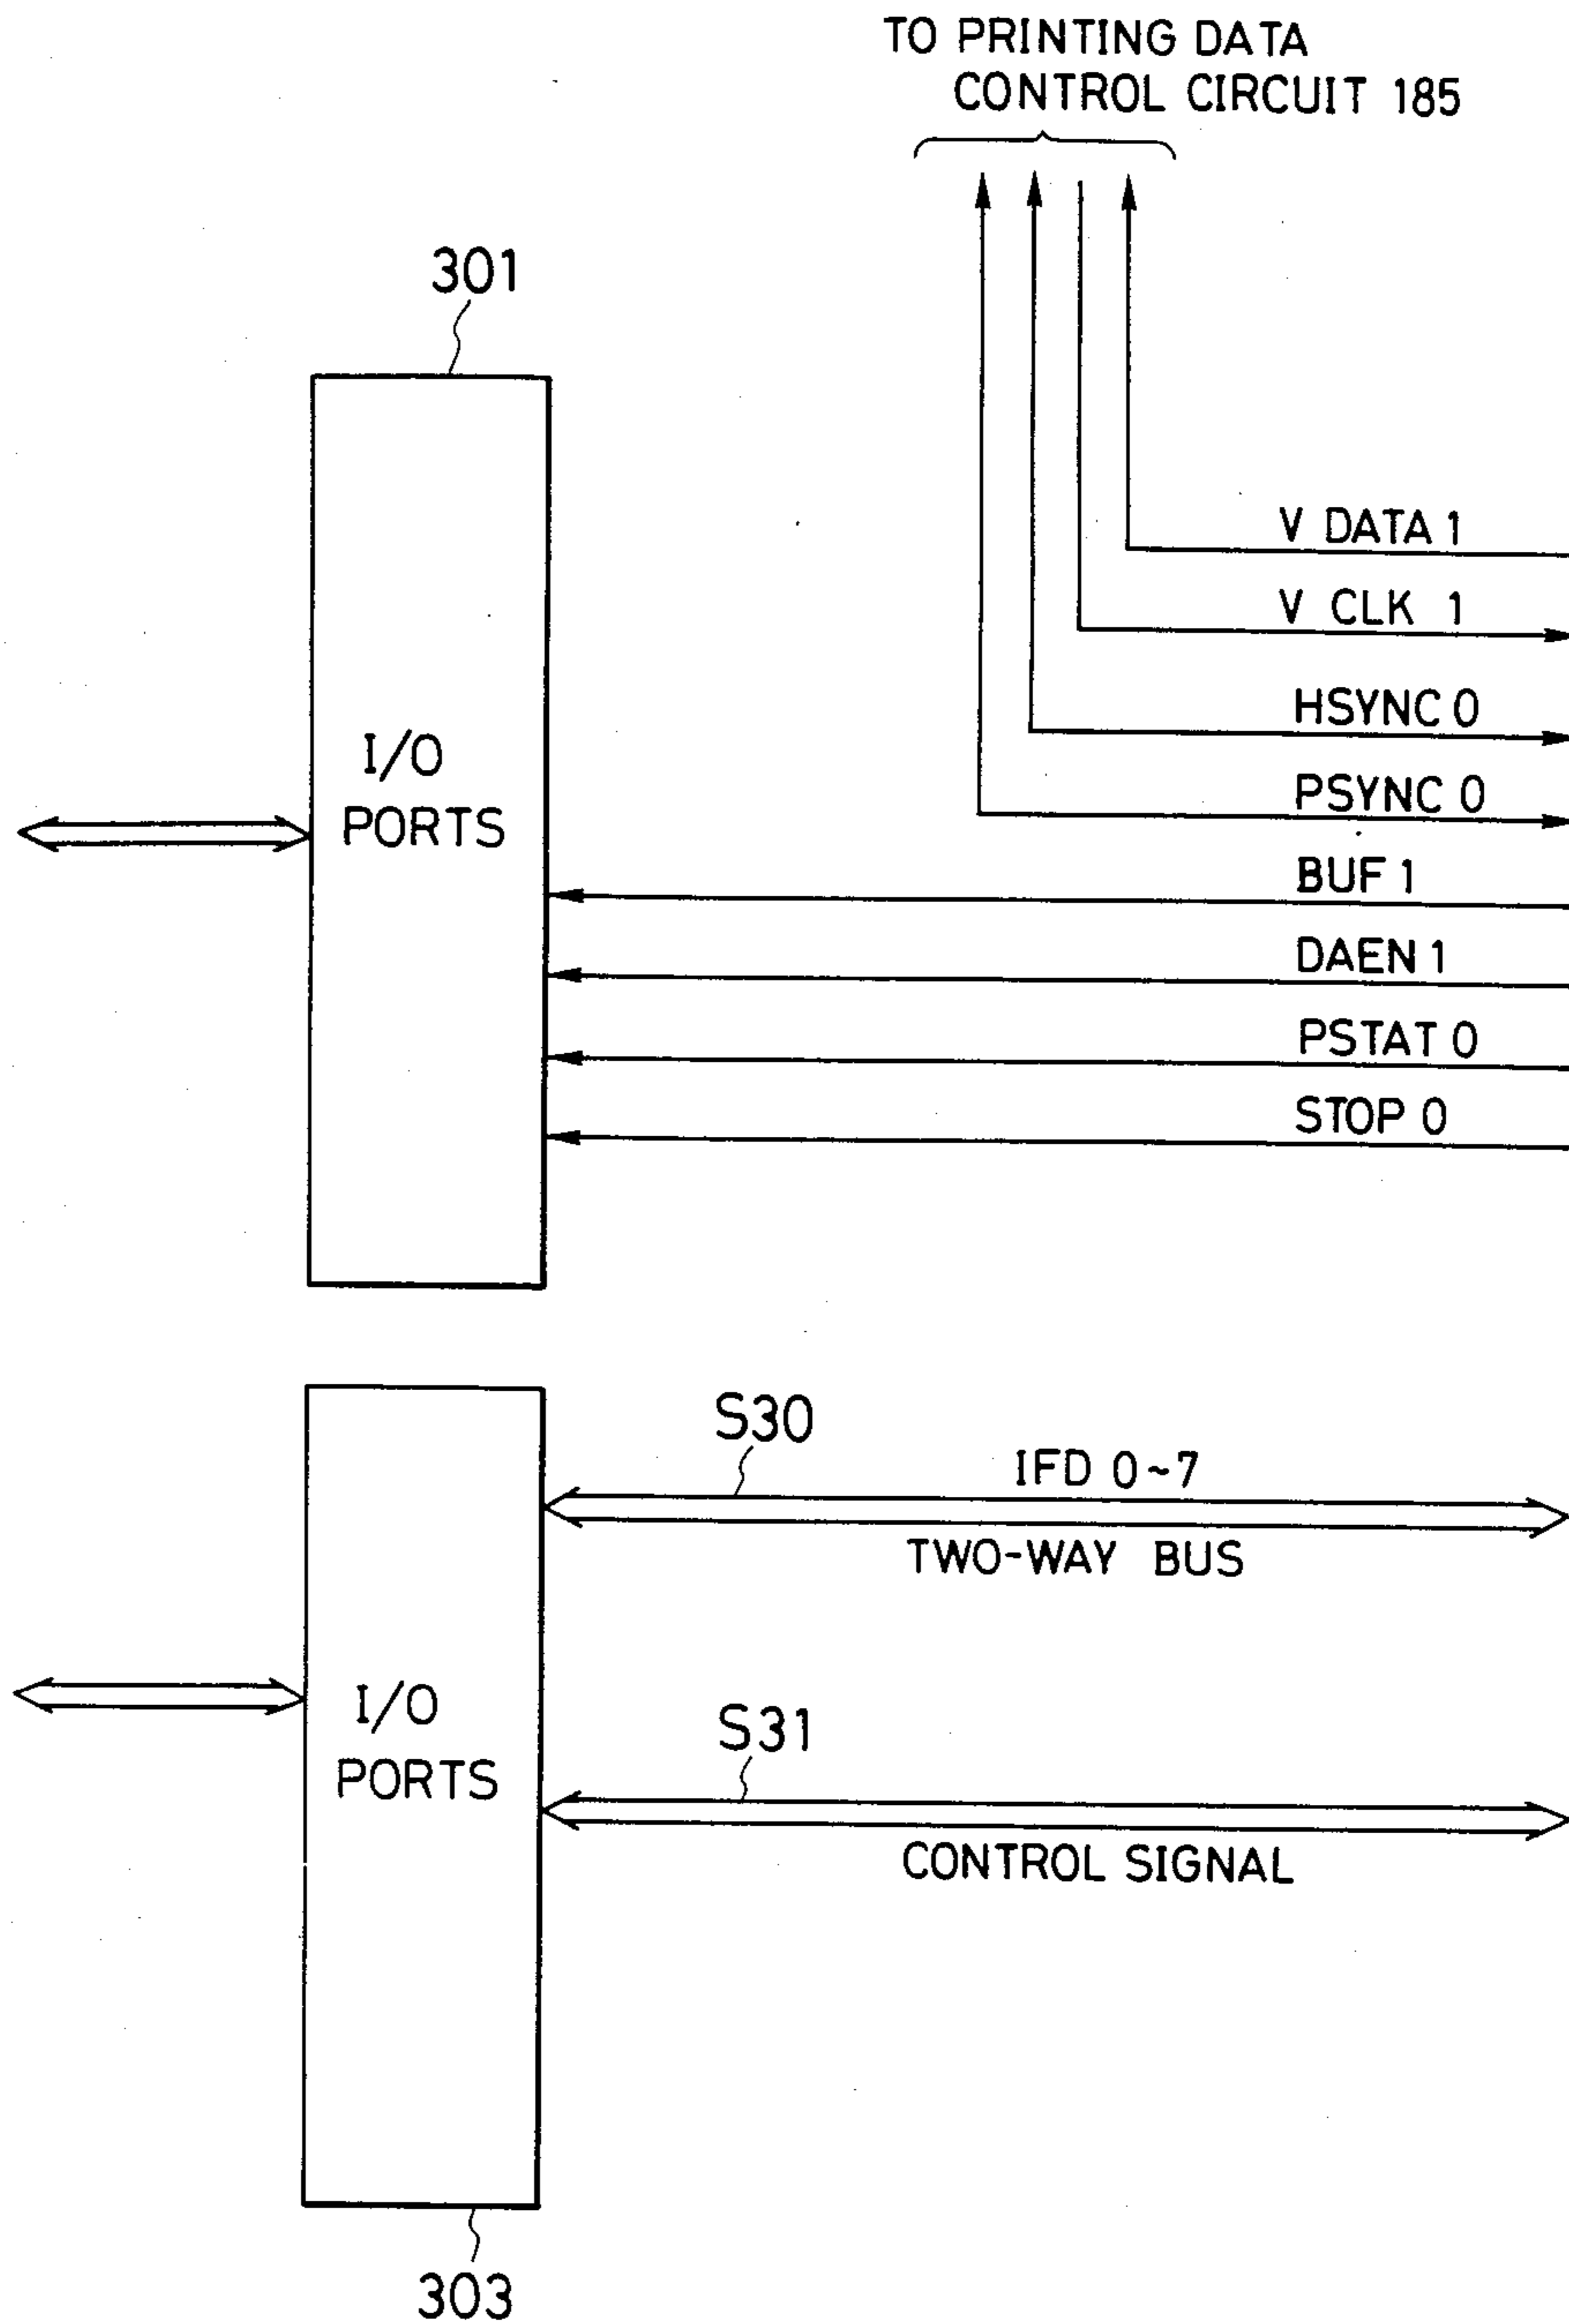 TO PRINTING DATA
CONTROL CIRCUIT 185
301
V DATA 1
V CLK 1
HSYNC 0
I/O
PORTS
PSYNC 0
BUF 1
DAEN 1
PSTAT 0
STOP 0
S30
IFD 0~7
TWO-WAY BUS
I/O
PORTS
S31
CONTROL SIGNAL
303